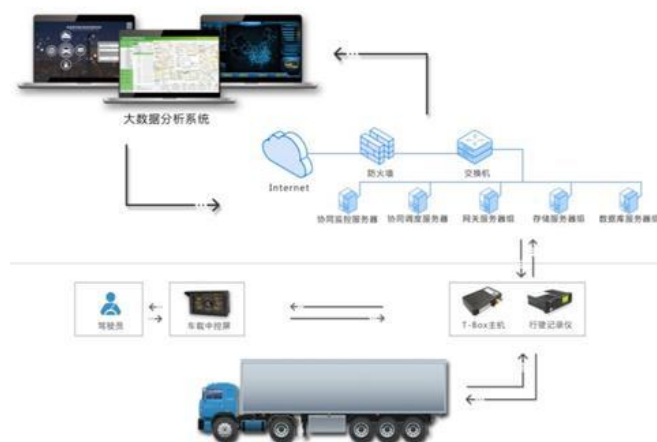 大数据分析系统
Internet
防火墙
交换机
协同监控服务器
协同调度服务器
网关服务器组
存储服务器组
数据库服务器组
驾驶员
车载中控屏
T-Box主机
行驶记录仪